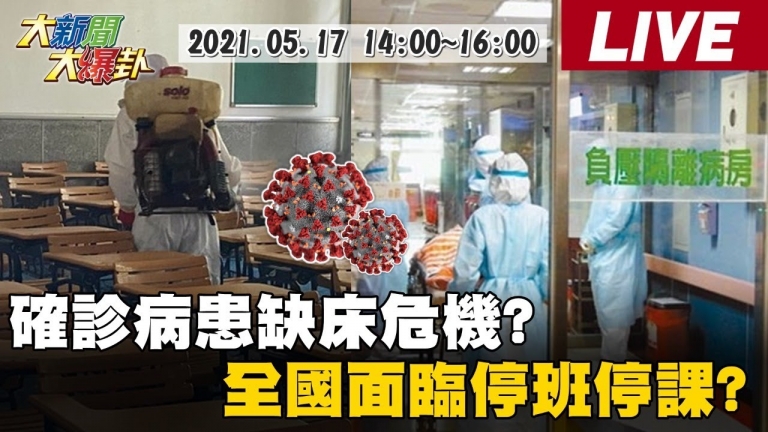 大新聞
大爆卦
2021.05.17 14:00~16:00
LIVE
solo
負壓隔離病房
確診病患缺床危機?
全國面臨停班停課?